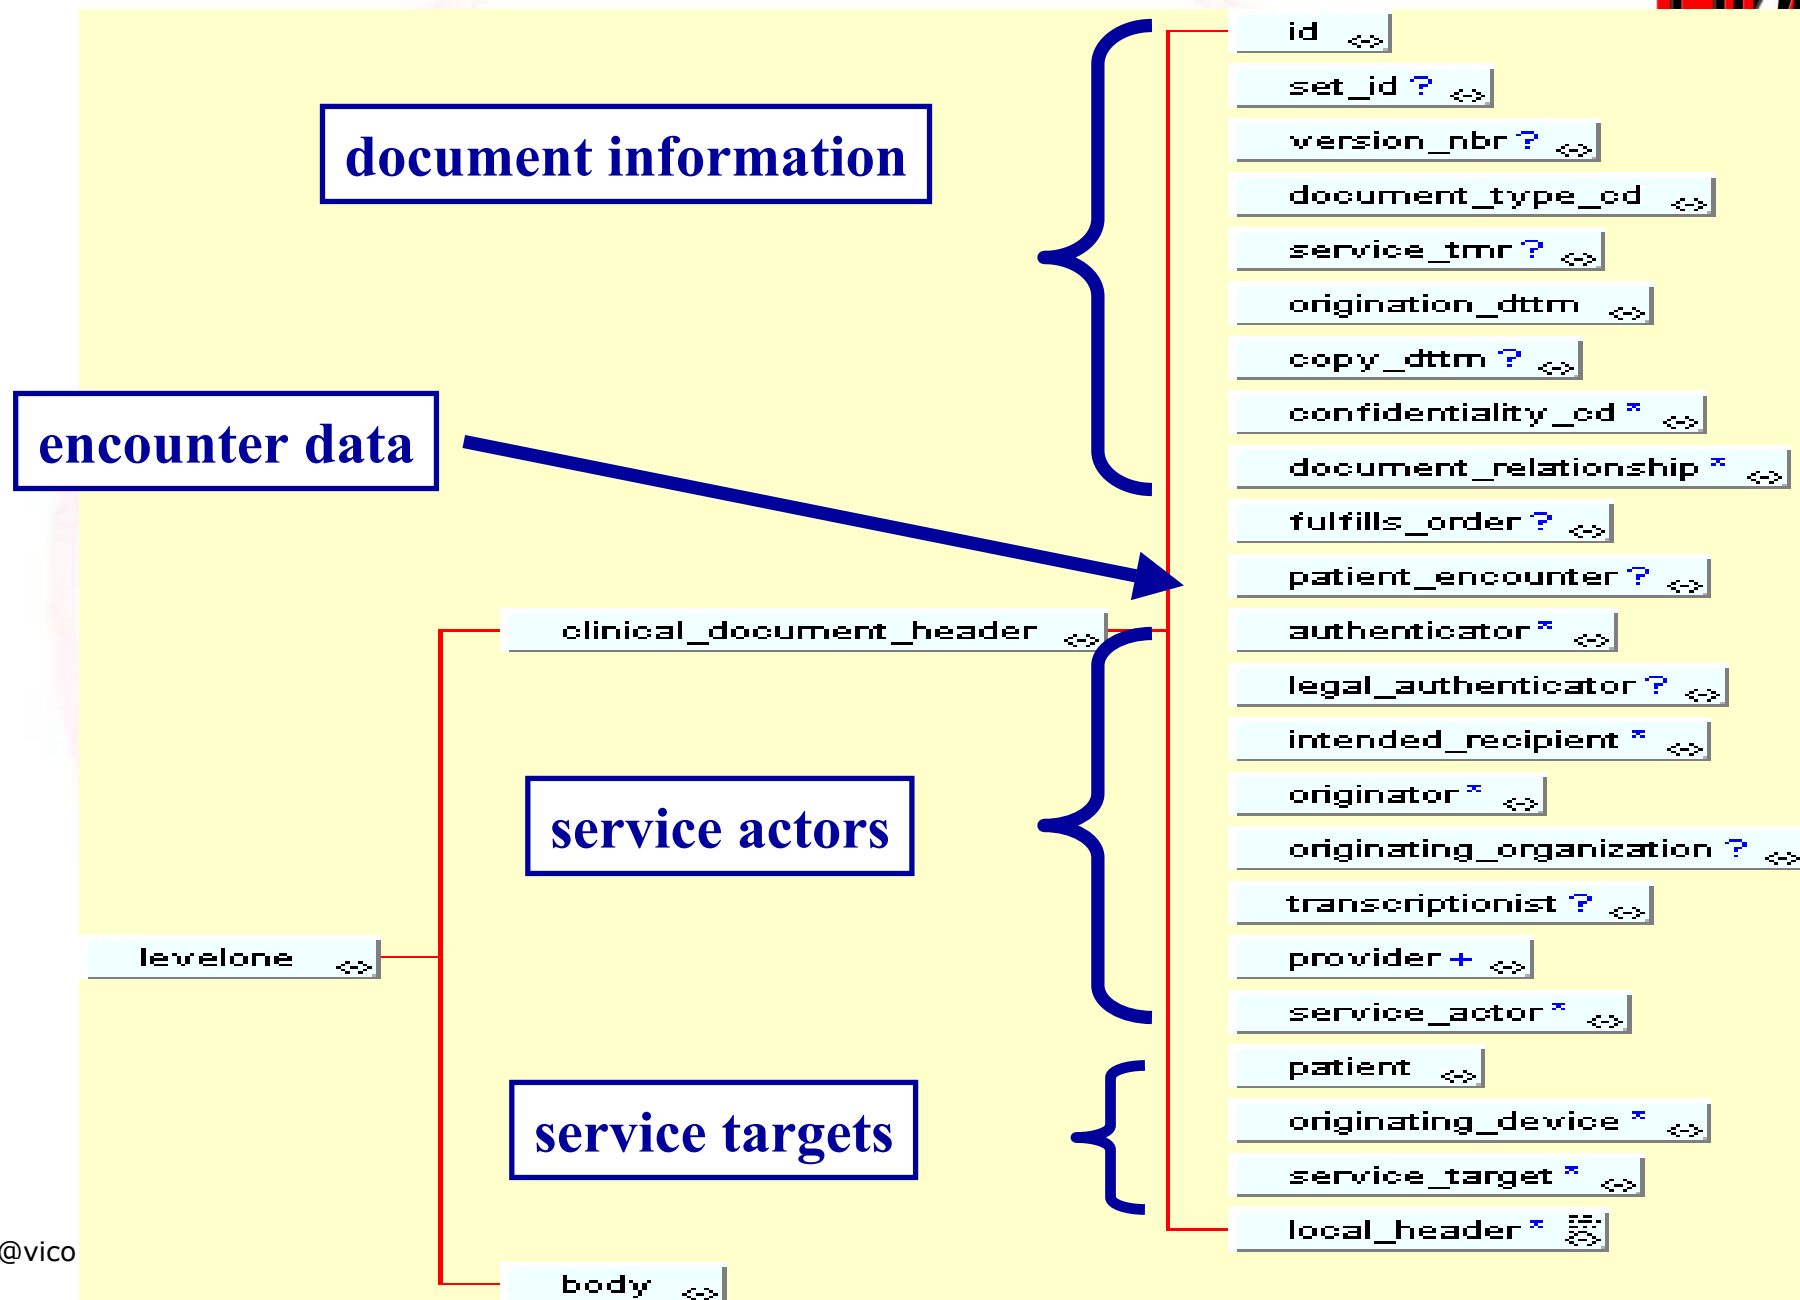 id <->
set_id ? <->
version_nbr ? <->
document information
document_type_cd <->
service_tmr ? <->
origination_dttm <->
copy_dttm ? <->
confidentiality_cd * <->
encounter data
document_relationship * <->
fulfills_order ? <->
patient_encounter ? <->
clinical_document_header <->
authenticator * <->
legal_authenticator ? <->
intended_recipient * <->
originator * <->
service actors
originating_organization ? <->
transcriptionist ? <->
levelone <->
provider + <->
service_actor * <->
patient <->
service targets
originating_device * <->
service_target * <->
local_header *
@vico
body <->